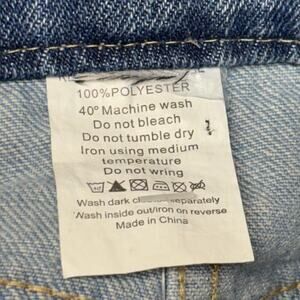 100%POLYESTER
40° Machine wash
Do not bleach
Do not tumble dry
Iron using medium
temperature
Do not wring
Wash dark separately
Wash inside out/iron on reverse
Made in China